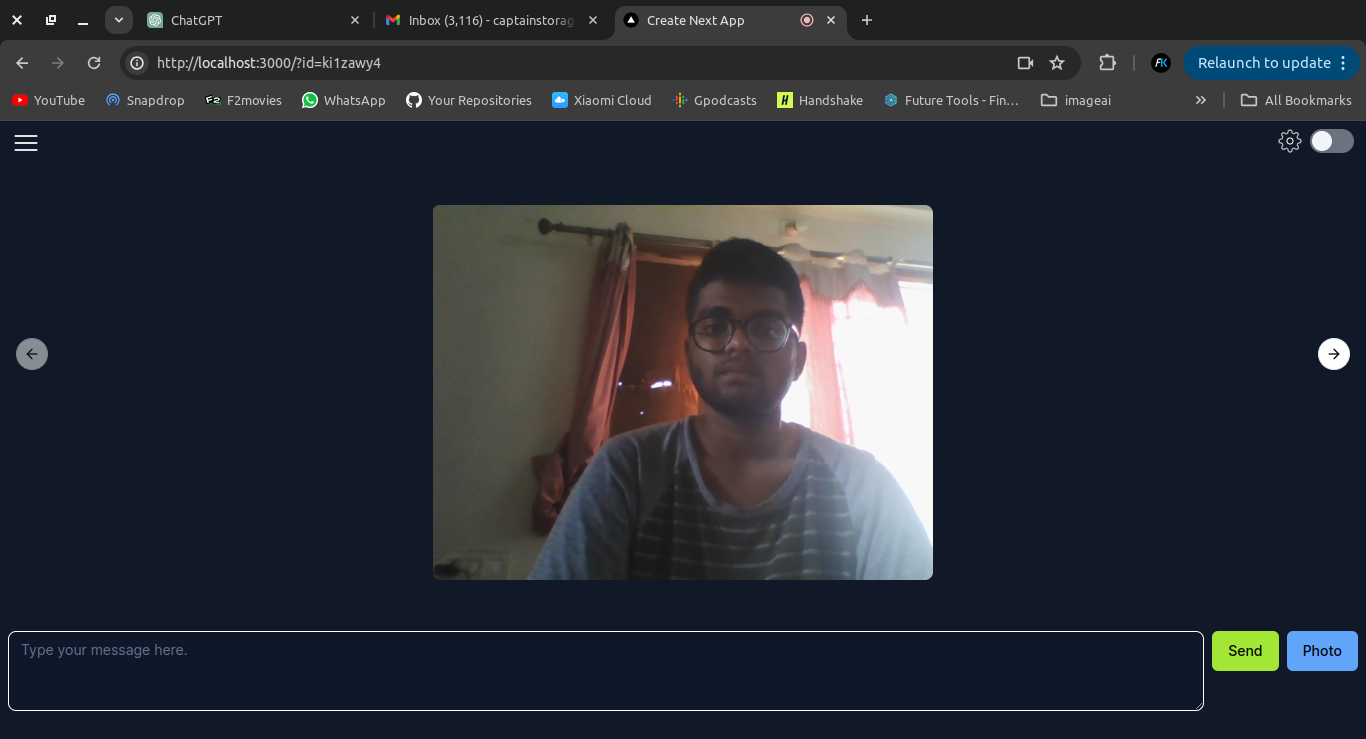 ChatGPT
Inbox (3,116) - captainstorag
Create Next App
http://localhost:3000/?id=ki1zawy4
FK
Relaunch to update
YouTube
Snapdrop
F2 F2movies
WhatsApp
Your Repositories
Xiaomi Cloud
Gpodcasts
H Handshake
Future Tools - Fin…
imageai
All Bookmarks
Type your message here.
Send
Photo